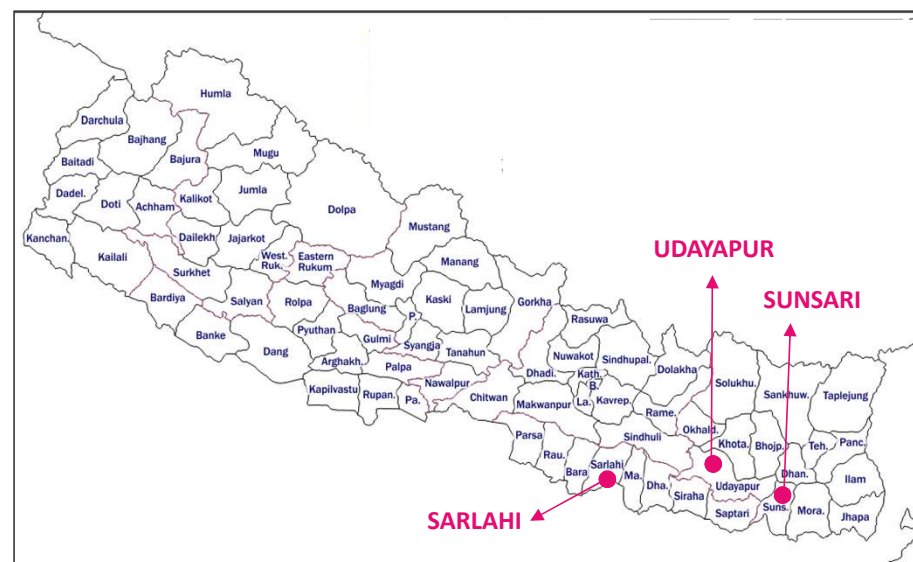 Humla
Darchula
Bajhang
Baitadi
Bajura
Mugu
Dadel.
Doti
Achham
Kalikot
Jumla
Dolpa
Mustang
Kanchan.
Kailali
Dailekh
Jajarkot
West.
Ruk.
Eastern
Rukum
Manang
UDAYAPUR
SUNSARI
Surkhet
Myagdi
Kaski
Lamjung
Gorkha
Bardiya
Salyan
Rolpa
Baglung
P.
Rasuwa
Banke
Pyuthan
Gulmi
Syangja
Tanahun
Nuwakot
Sindhupal.
Dang
Arghakh.
Palpa
Dhadi.
Kath.
Dolakha
Solukhu.
Sankhuw.
Taplejung
Kapilvastu
Rupan.
Pa.
Nawalpur
Chitwan
Makwanpur
B.
La.
Kavrep.
Rame.
Okhald.
Khota.
Bhojp.
Teh.
Panc.
Parsa
Rau.
Bara
Sarlahi
Sindhuli
Ma.
Dha.
Siraha
Udayapur
Saptari
Dhan.
Suns.
Mora.
Ilam
Jhapa
SARLAHI